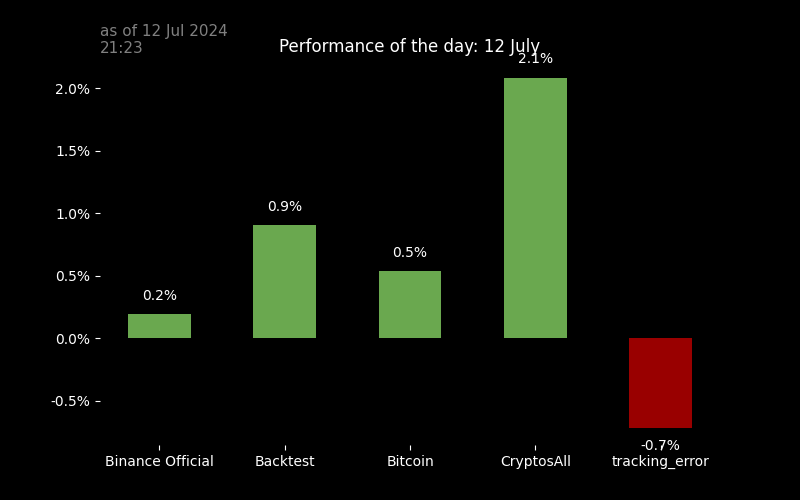 as of 12 Jul 2024
21:23
Performance of the day: 12 July
2.1%
2.0%
1.5%
1.0%
0.9%
0.5%
0.5%
0.2%
0.0%
-0.5%
-0.7%
Binance Official
Backtest
Bitcoin
CryptosAll
tracking_error